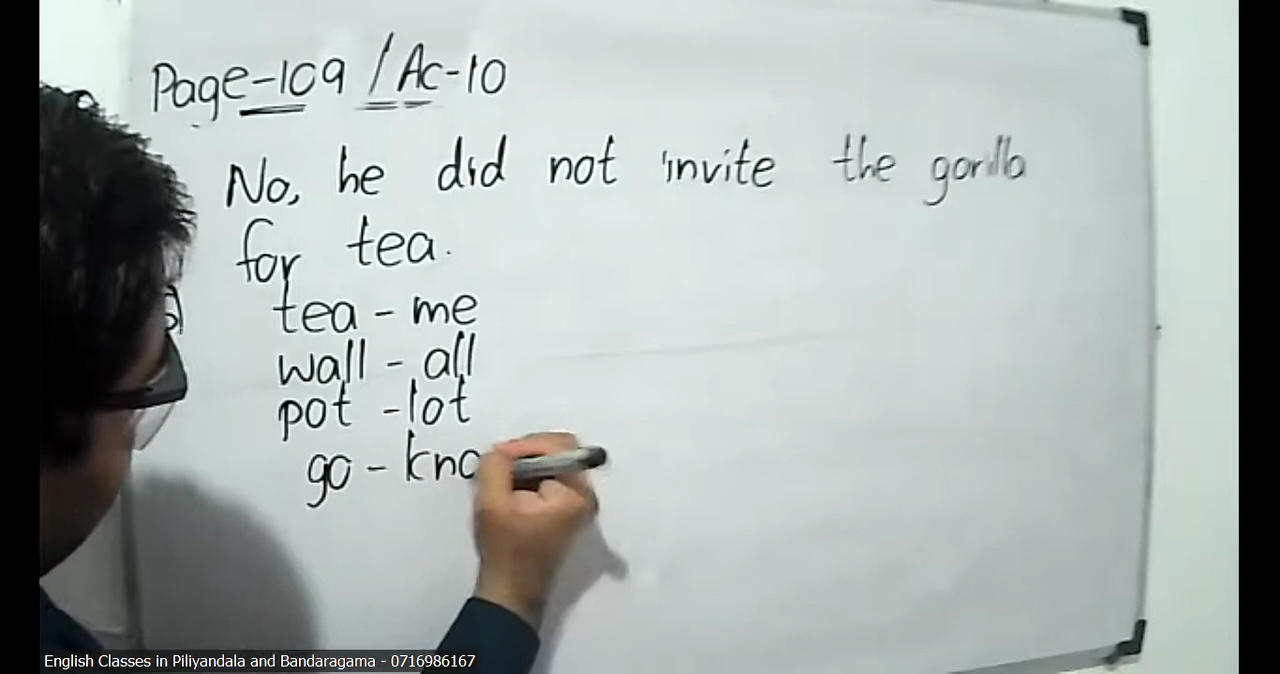 Page-109 / Ac-10
No, he did not invite the gorilla
for tea.
tea - me
wall - all
pot - lot
go - kno
English Classes in Piliyandala and Bandaragama - 0716986167